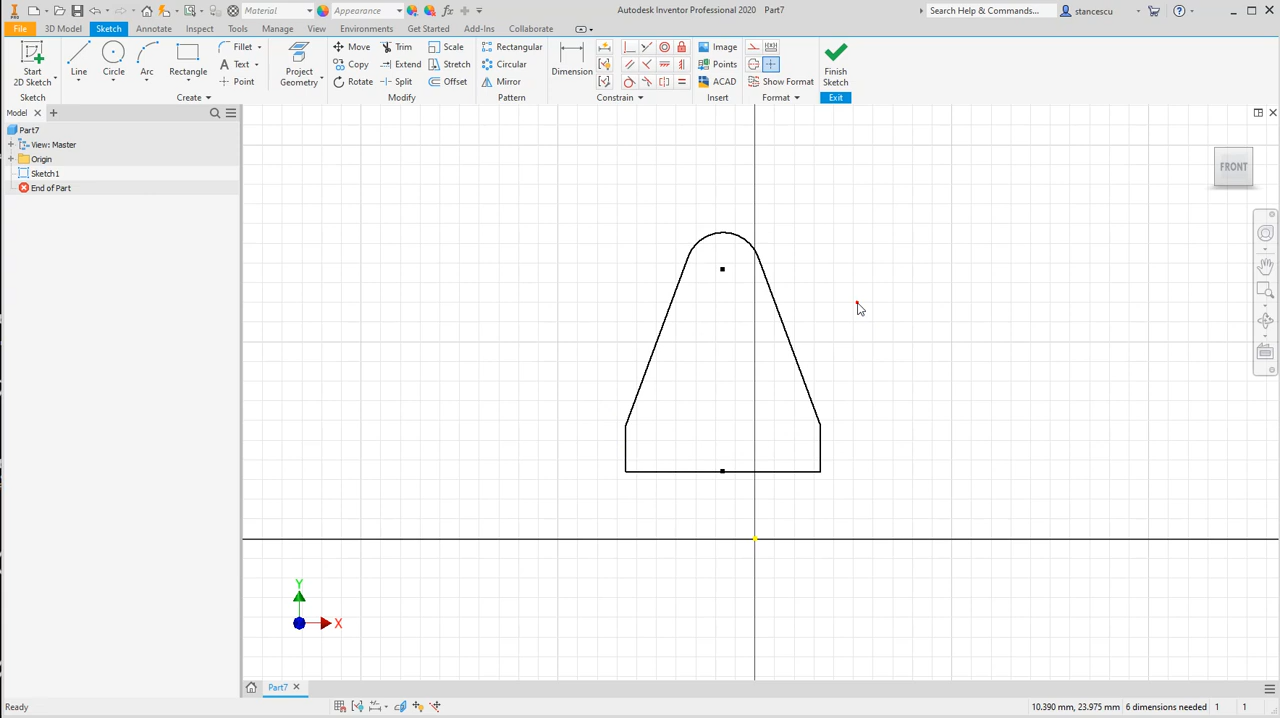 Material Appearance fx Autodesk Inventor Professional 2020 Part7 Search Help & Commands... stancescu
File 3D Model Sketch Annotate Inspect Tools Manage View Environments Get Started Add-Ins Collaborate
Start 2D Sketch
Line
Circle
Arc
Rectangle
Fillet
Text
Point
Project Geometry
Move Trim Scale
Copy Extend Stretch
Rotate Split Offset
Rectangular
Circular
Mirror
Dimension
Image
Points
ACAD
Show Format
Finish Sketch
Sketch Create Modify Pattern Constrain Insert Format Exit
Model
Part7
View: Master
Origin
Sketch1
End of Part
FRONT
Y
X
Part7
Ready 10.390 mm, 23.975 mm 6 dimensions needed 1 1